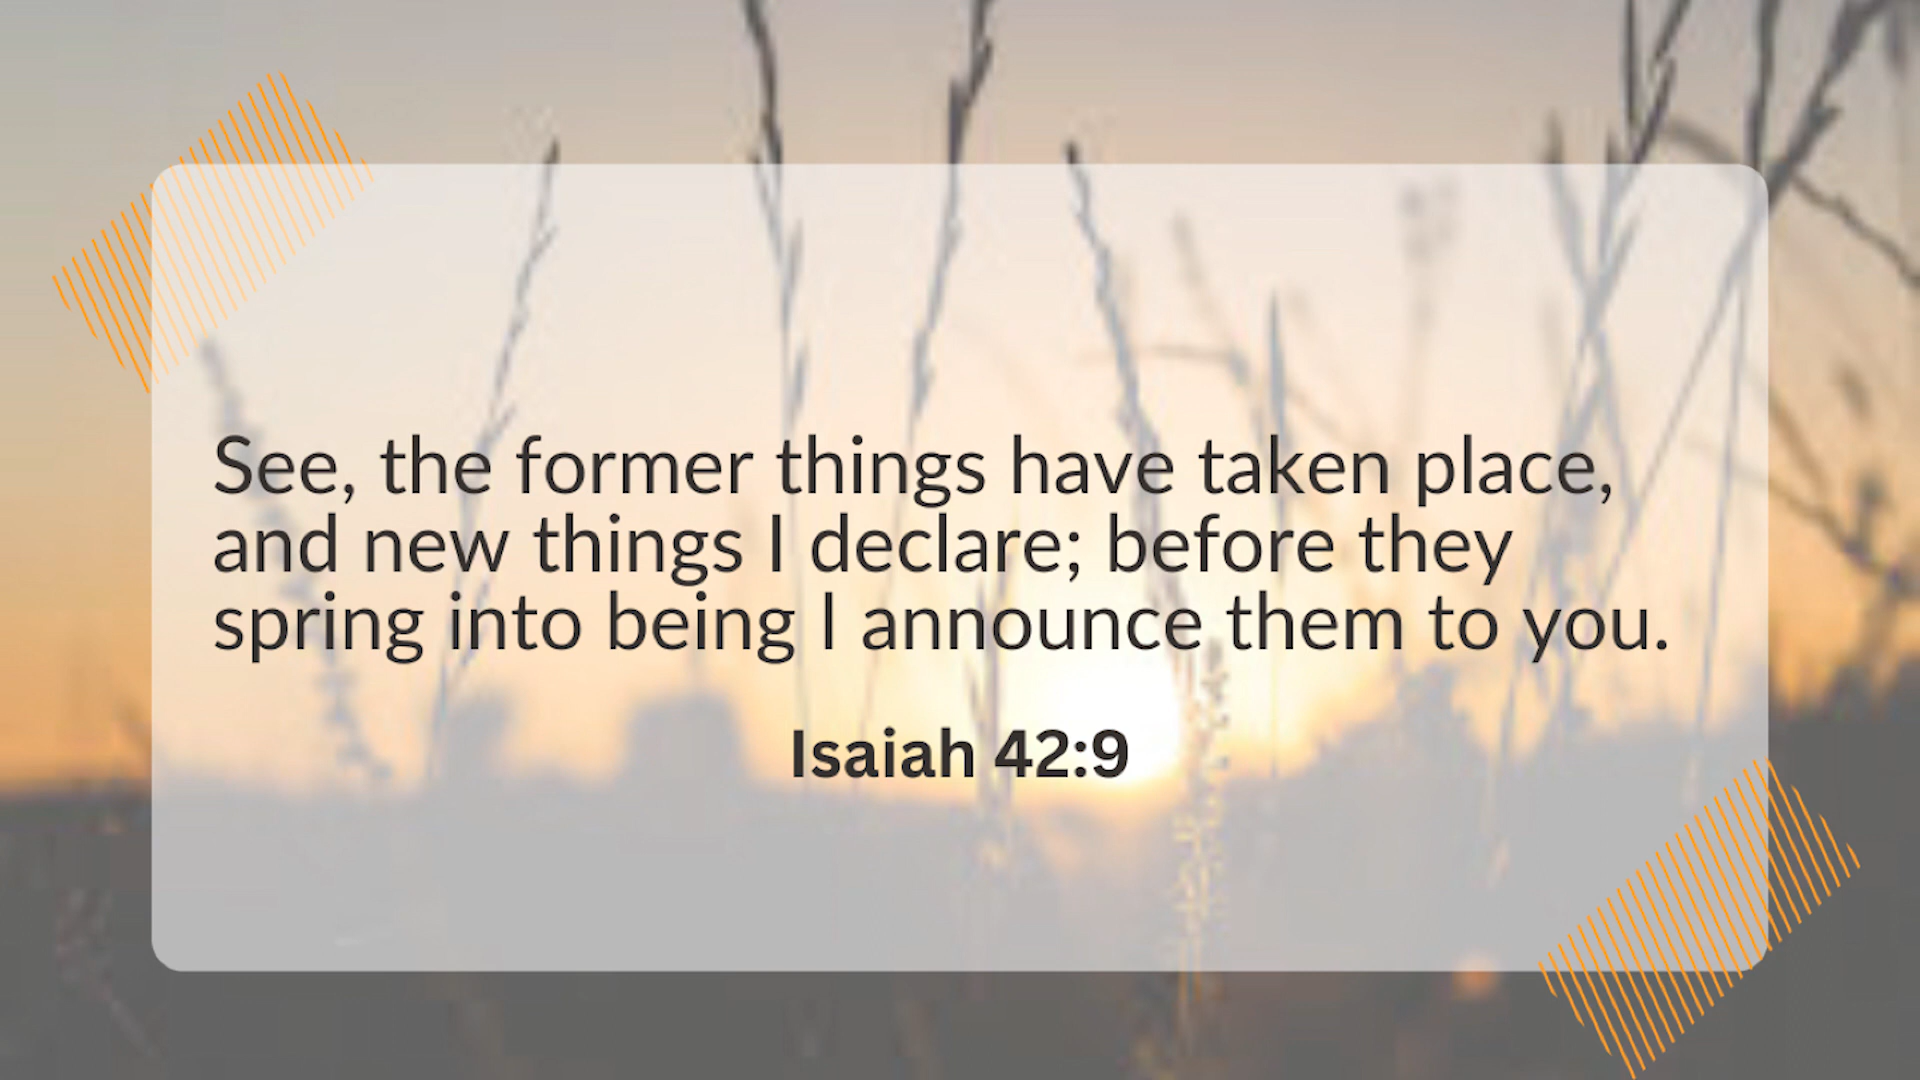 See, the former things have taken place,
and new things I declare; before they
spring into being I announce them to you.
Isaiah 42:9